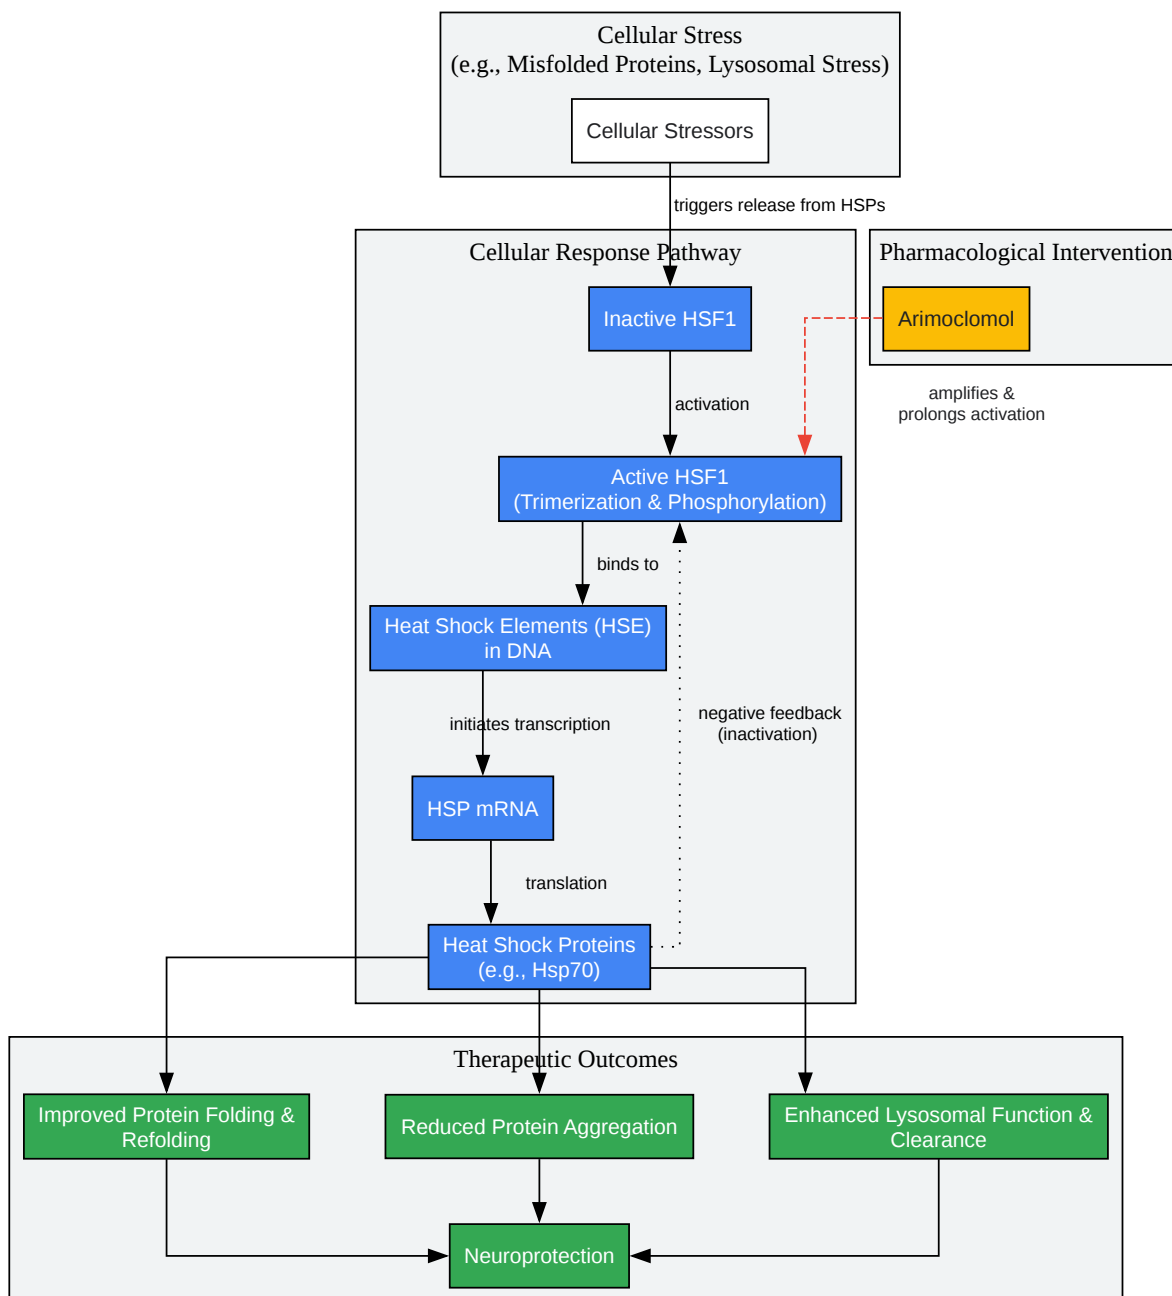 Cellular Stress
(e.g., Misfolded Proteins, Lysosomal Stress)
Cellular Stressors
triggers release from HSPs
Cellular Response Pathway
Pharmacological Intervention
Inactive HSF1
Arimoclomol
activation
amplifies &
prolongs activation
Active HSF1
(Trimerization & Phosphorylation)
binds to
Heat Shock Elements (HSE)
in DNA
initiates transcription
negative feedback
(inactivation)
HSP mRNA
translation
Heat Shock Proteins
(e.g., Hsp70)
Therapeutic Outcomes
Improved Protein Folding &
Refolding
Reduced Protein Aggregation
Enhanced Lysosomal Function &
Clearance
Neuroprotection